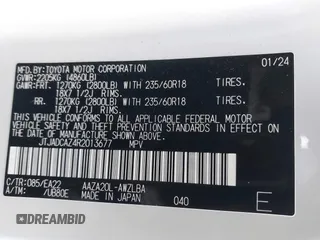 MFD.BY:TOYOTA MOTOR CORPORATION 01/24
GVWR:2205KG (4860LB)
GAWR:FRT. 1270KG (2800LB) WITH 235/60R18 TIRES,
18X7 1/2J RIMS.
RR. 1270KG (2800LB) WITH 235/60R18 TIRES,
18X7 1/2J RIMS.
THIS VEHICLE CONFORMS TO ALL APPLICABLE FEDERAL MOTOR
VEHICLE SAFETY, BUMPER, AND THEFT PREVENTION
STANDARDS IN EFFECT ON THE DATE OF
MANUFACTURE SHOWN ABOVE.
JTJADCAZ4R2013677 MPV
C/TR:085/EA22 AAZA20L-AWZLBA
A/TM: /UB80E MADE IN JAPAN 040 E
DREAMBID